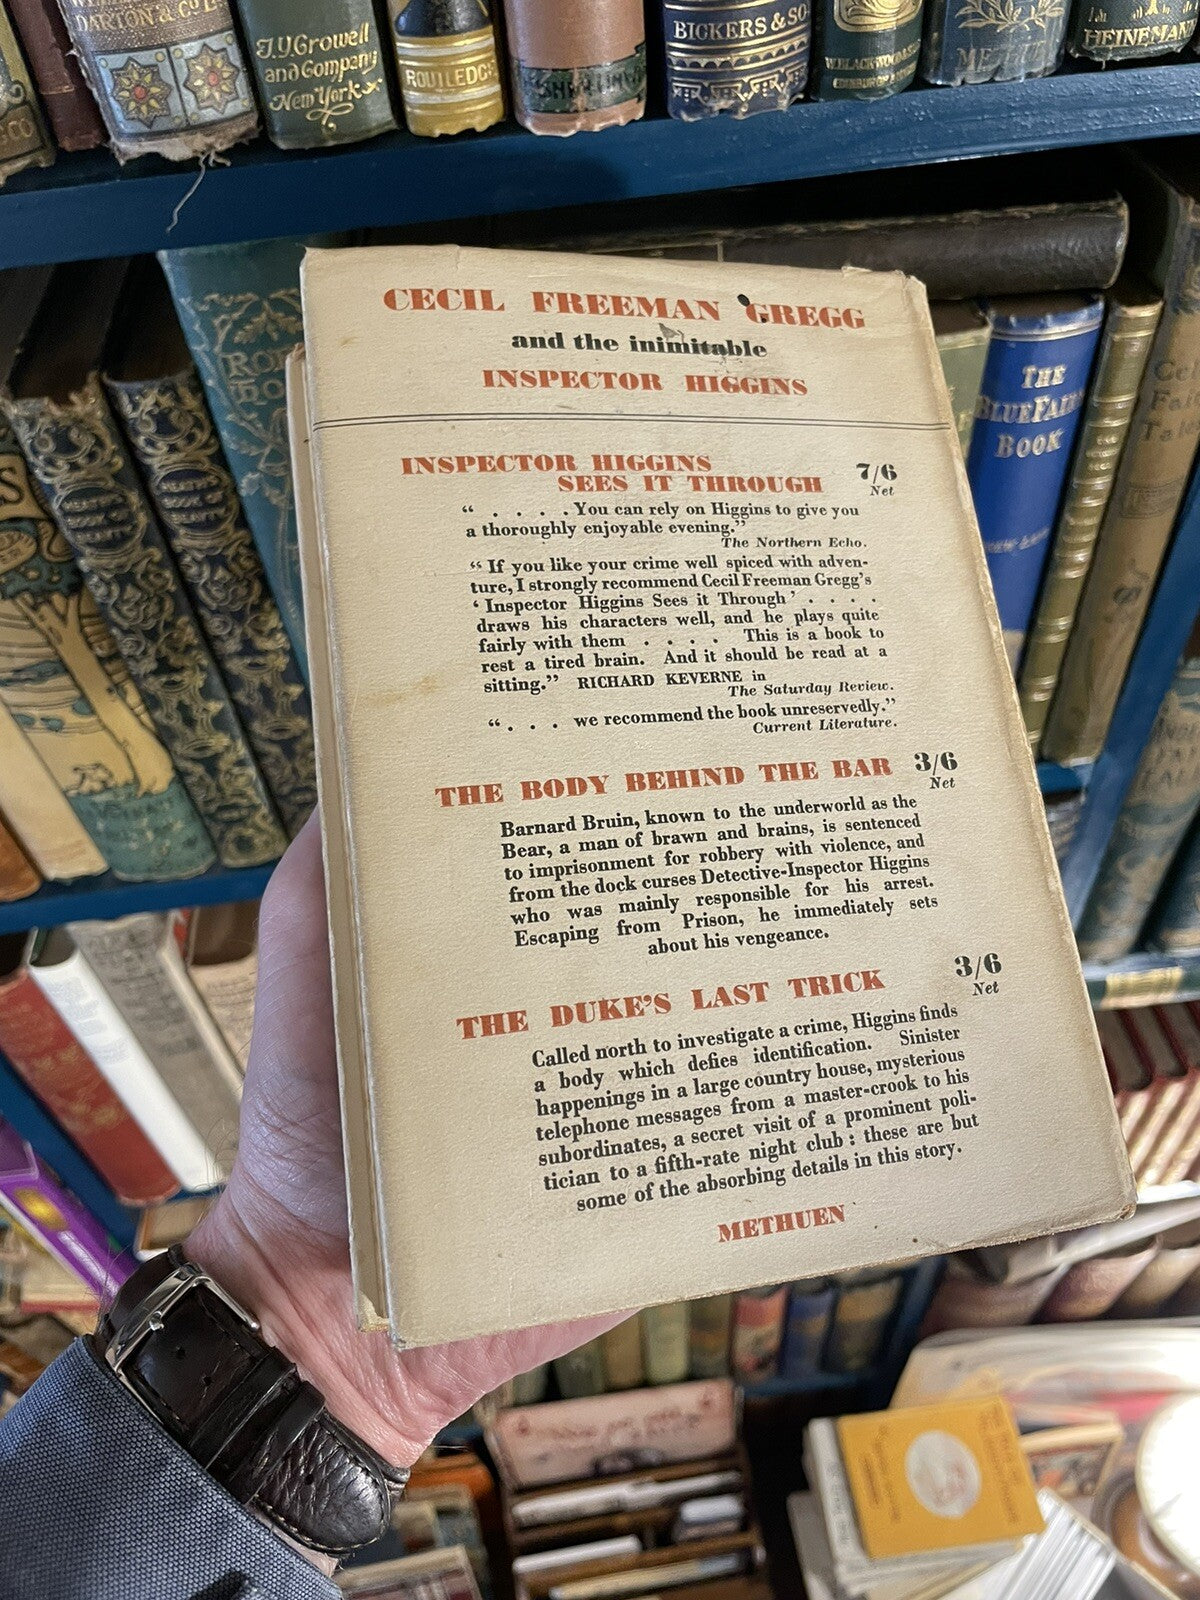 DARTON & Co Ld
T.Y. Crowell
and Company
New York
ROUTLEDGE
BICKERS & SO
W. BLACKWOOD & S
EDINBURGH &
HEINEMAN
CECIL FREEMAN GREGG
and the inimitable
INSPECTOR HIGGINS
INSPECTOR HIGGINS
SEES IT THROUGH
7/6
Net
“ . . . . You can rely on Higgins to give you
a thoroughly enjoyable evening.”
The Northern Echo.
“ If you like your crime well spiced with adven-
ture, I strongly recommend Cecil Freeman Gregg's
‘ Inspector Higgins Sees it Through ’ . . . .
draws his characters well, and he plays quite
fairly with them . . . . This is a book to
rest a tired brain. And it should be read at a
sitting.” RICHARD KEVERNE in
The Saturday Review.
“ . . . we recommend the book unreservedly.”
Current Literature.
THE BODY BEHIND THE BAR 3/6
Net
Barnard Bruin, known to the underworld as the
Bear, a man of brawn and brains, is sentenced
to imprisonment for robbery with violence, and
from the dock curses Detective-Inspector Higgins
who was mainly responsible for his arrest.
Escaping from Prison, he immediately sets
about his vengeance.
THE DUKE'S LAST TRICK 3/6
Net
Called north to investigate a crime, Higgins finds
a body which defies identification. Sinister
happenings in a large country house, mysterious
telephone messages from a master-crook to his
subordinates, a secret visit of a prominent poli-
tician to a fifth-rate night club : these are but
some of the absorbing details in this story.
METHUEN
THE
BLUE FAI
BOOK